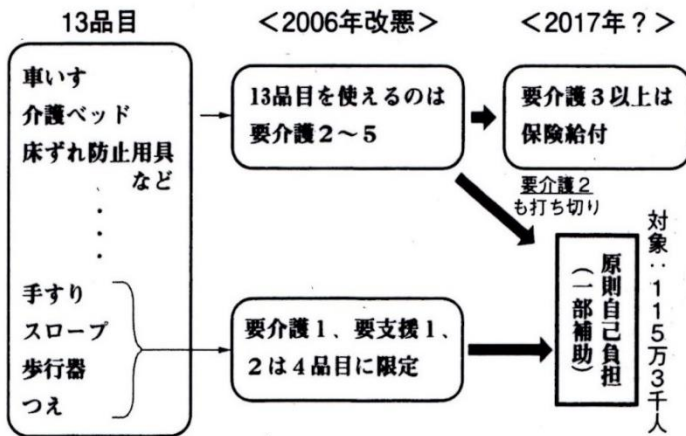 13品目
＜2006年改悪＞
＜2017年？＞
車いす
介護ベッド
床ずれ防止用具
など
・
・
・
・
手すり
スロープ
歩行器
つえ
13品目を使えるのは
要介護２～５
要介護１、要支援１、
２は４品目に限定
要介護３以上は
保険給付
要介護２
も打ち切り
原則自己負担
（一部補助）
対象：１１５万３千人